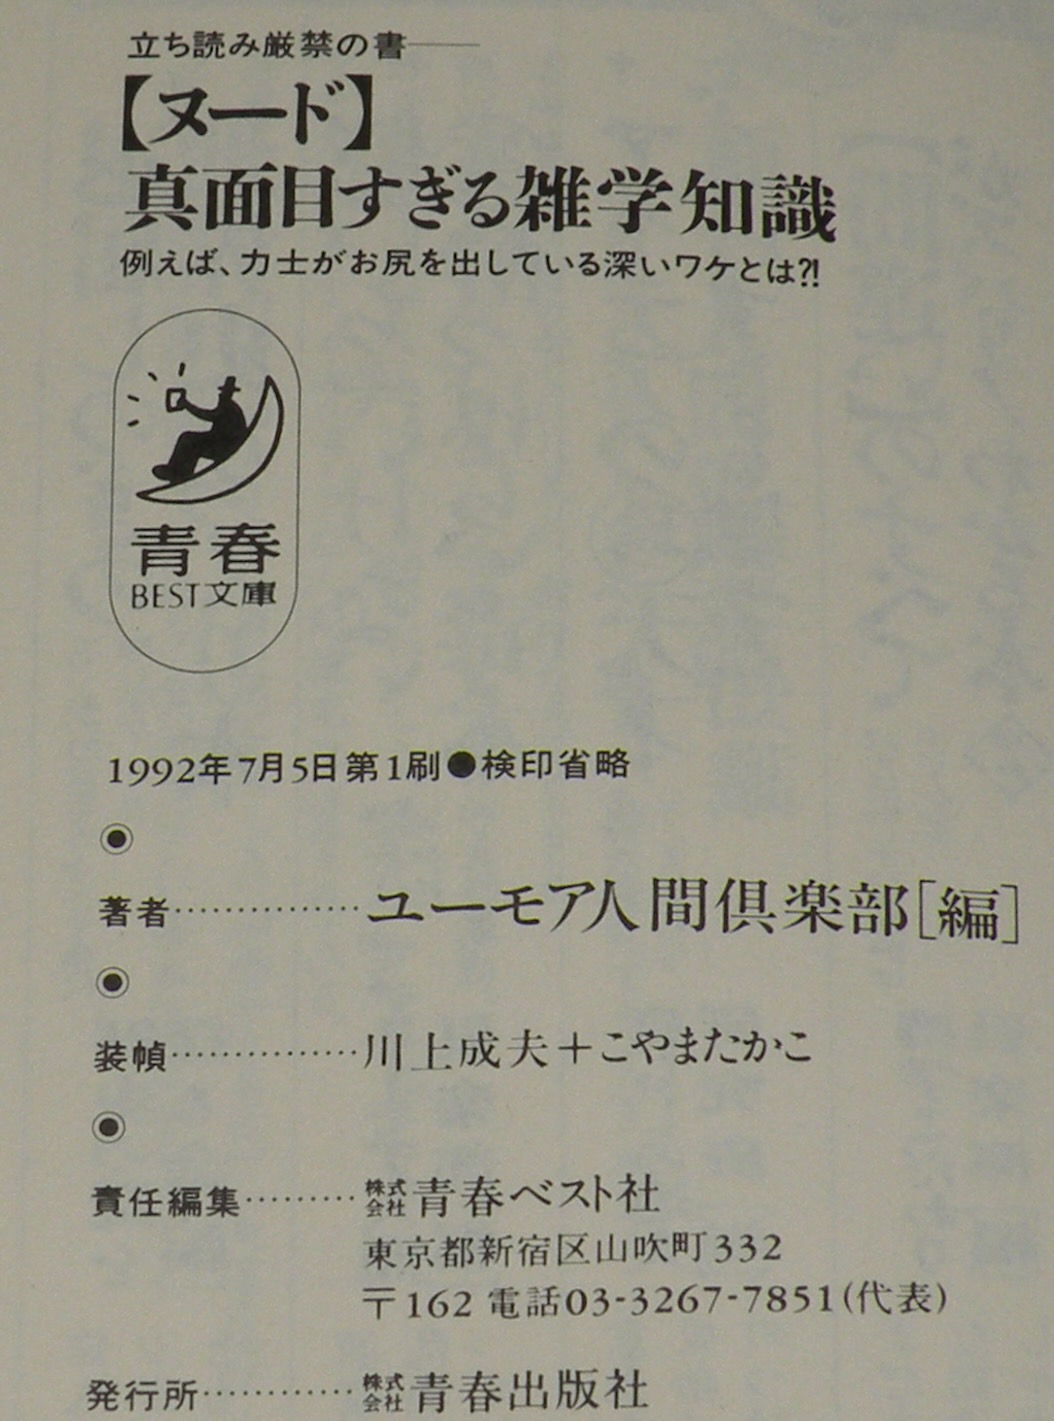 立ち読み厳禁の書──
【ヌード】
真面目すぎる雑学知識
例えば、力士がお尻を出している深いワケとは?!
青春
BEST文庫
1992年7月5日第1刷●検印省略
◉
著者……………ユーモア人間倶楽部[編]
◉
装幀……………川上成夫+こやまたかこ
◉
責任編集………株式会社青春ベスト社
東京都新宿区山吹町332
〒162 電話03-3267-7851(代表)
発行所…………株式会社青春出版社